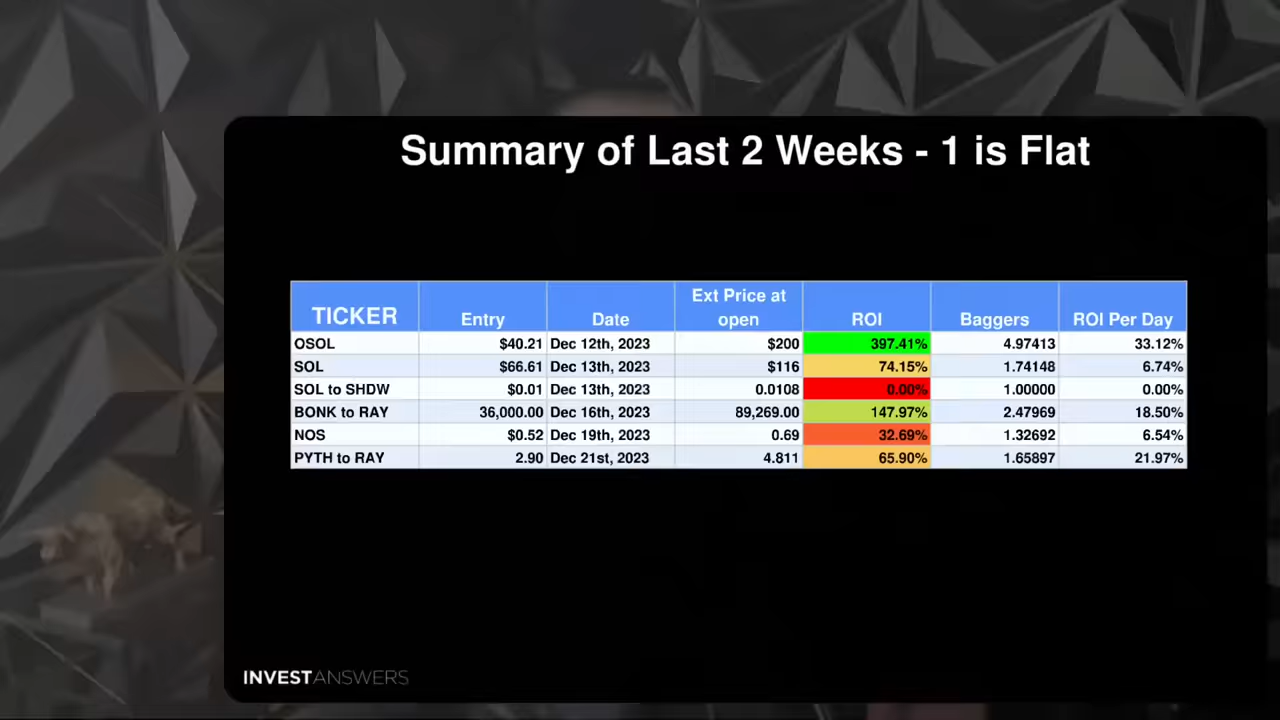 Summary of Last 2 Weeks - 1 is Flat
TICKER Entry Date Ext Price at open ROI Baggers ROI Per Day
OSOL $40.21 Dec 12th, 2023 $200 397.41% 4.97413 33.12%
SOL $66.61 Dec 13th, 2023 $116 74.15% 1.74148 6.74%
SOL to SHDW $0.01 Dec 13th, 2023 0.0108 0.00% 1.00000 0.00%
BONK to RAY 36,000.00 Dec 16th, 2023 89,269.00 147.97% 2.47969 18.50%
NOS $0.52 Dec 19th, 2023 0.69 32.69% 1.32692 6.54%
PYTH to RAY 2.90 Dec 21st, 2023 4.811 65.90% 1.65897 21.97%
INVESTANSWERS